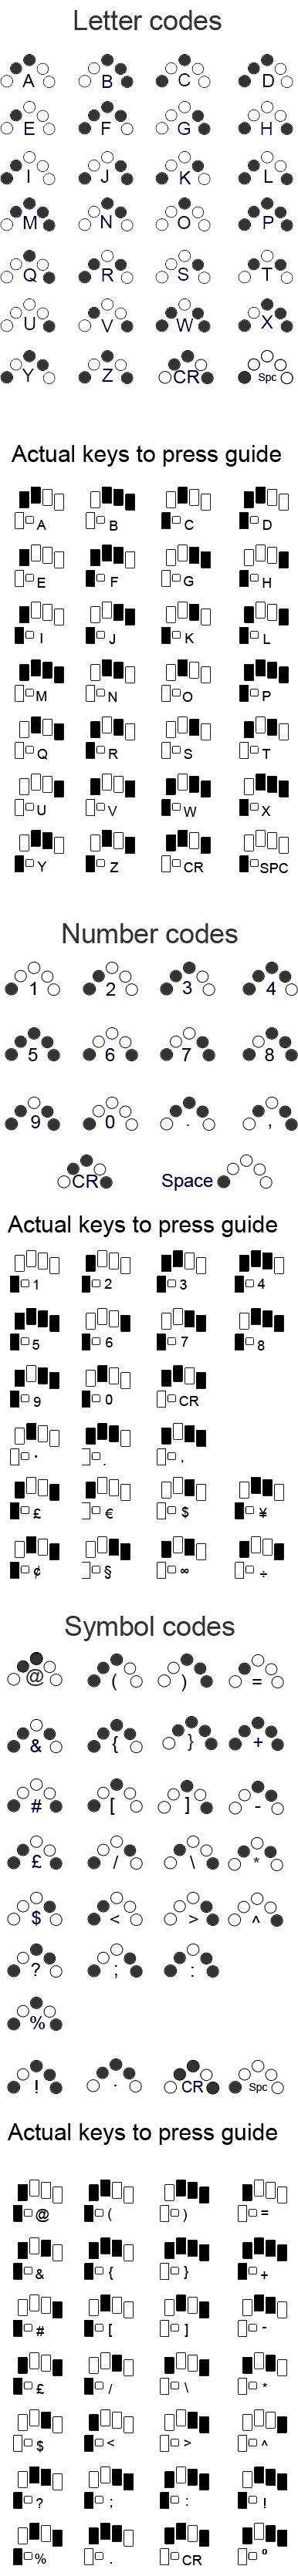 Letter codes
A B C D
E F G H
I J K L
M N O P
Q R S T
U V W X
Y Z CR Spc
Actual keys to press guide
A B C D
E F G H
I J K L
M N O P
Q R S T
U V W X
Y Z CR SPC
Number codes
1 2 3 4
5 6 7 8
9 0 . ,
CR Space
Actual keys to press guide
1 2 3 4
5 6 7 8
9 0 CR
· . ,
£ € $ ¥
¢ § ∞ ÷
Symbol codes
@ ( ) =
& { } +
# [ ] -
£ / \ *
$ < > ^
? ; :
%
! . CR Spc
Actual keys to press guide
@ ( ) =
& { } +
# [ ] -
£ / \ *
$ < > ^
? ; : !
% . CR º